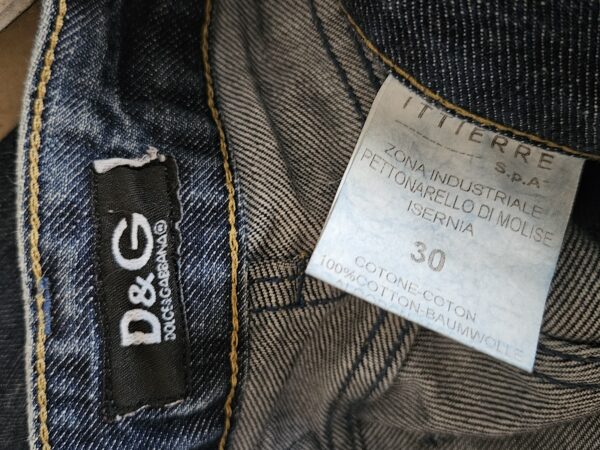 D&G
DOLCE&GABBANA®
ITTIERRE
S.p.A
ZONA INDUSTRIALE
PETTONARELLO DI MOLISE
ISERNIA
30
COTONE-COTON
100%COTTON-BAUMWOLLE